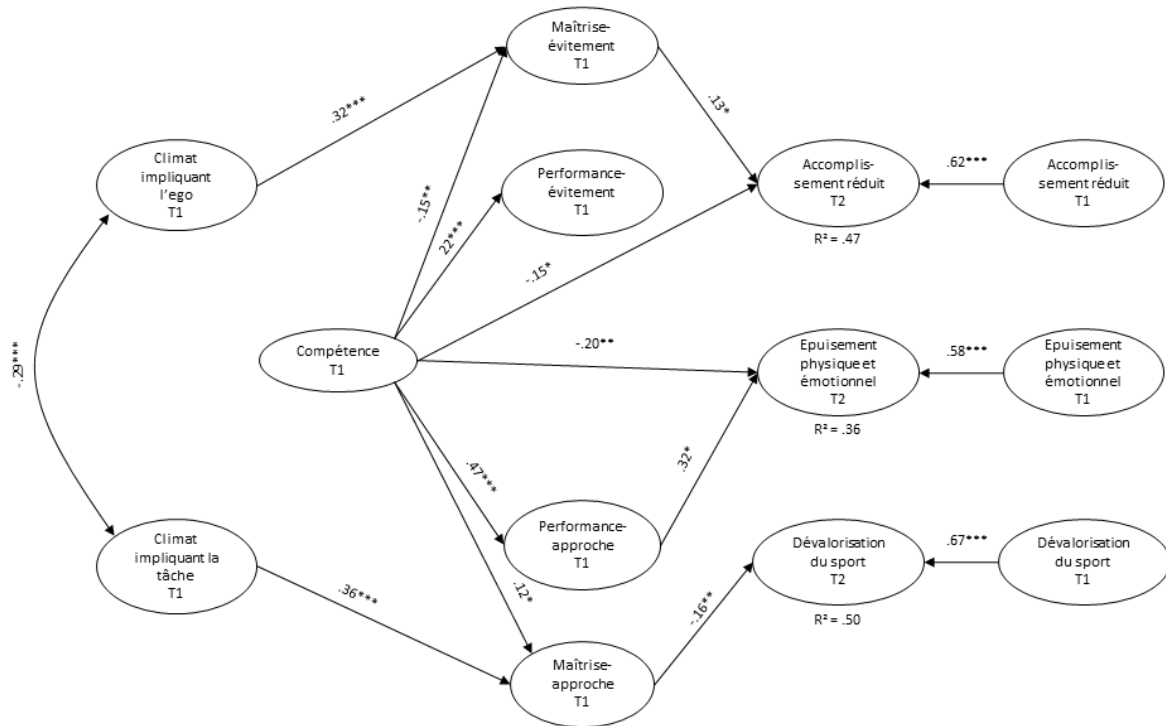 Maîtrise-
évitement
T1
.32***
.13*
Climat
impliquant
l'ego
T1
-.15**
Performance-
évitement
T1
Accomplis-
sement réduit
T2
R² = .47
.62***
Accomplis-
sement réduit
T1
22***
-.15*
-.29***
Compétence
T1
-.20**
Epuisement
physique et
émotionnel
T2
R² = .36
.58***
Epuisement
physique et
émotionnel
T1
.47***
.32*
Climat
impliquant la
tâche
T1
Performance-
approche
T1
Dévalorisation
du sport
T2
R² = .50
.67***
Dévalorisation
du sport
T1
.36***
.12*
-.16**
Maîtrise-
approche
T1